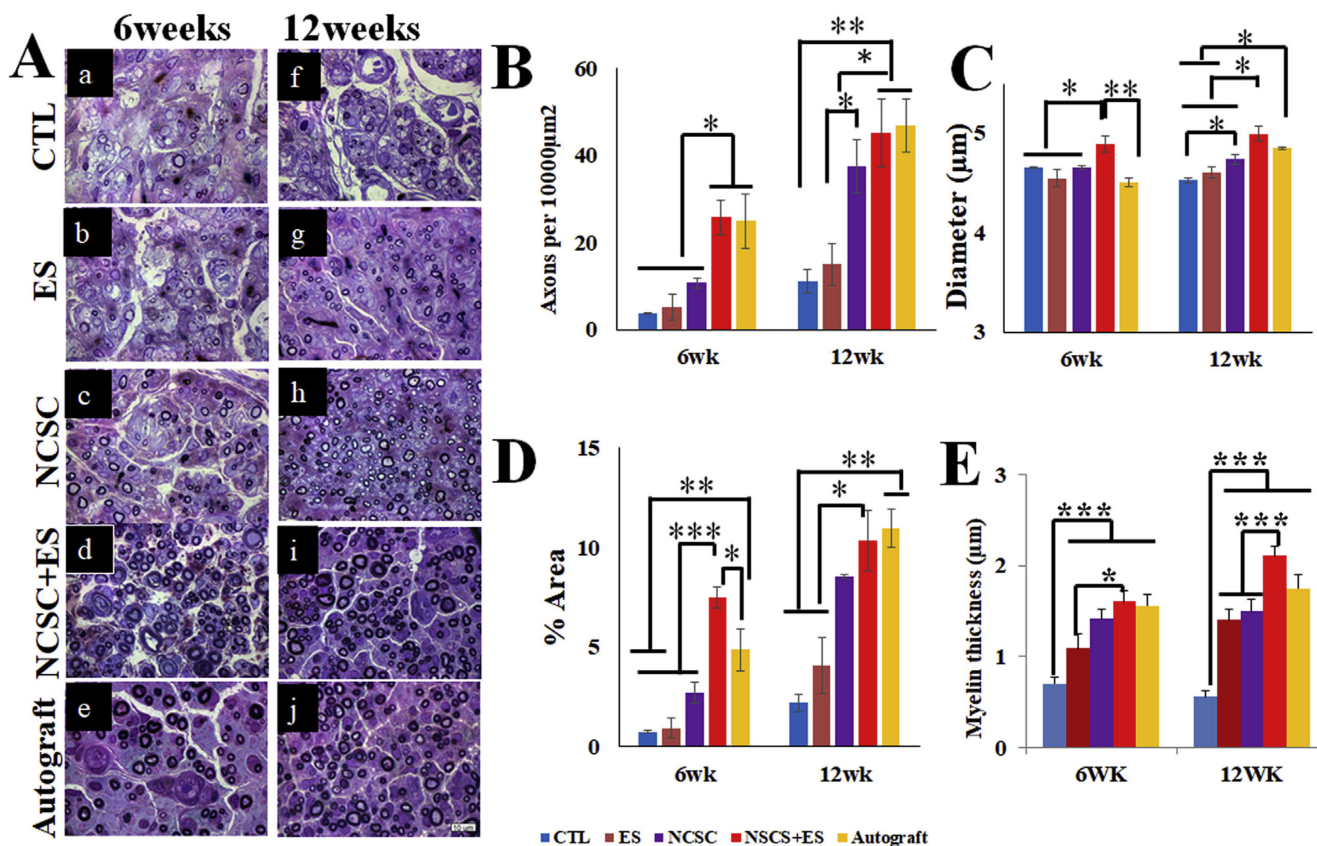 6weeks 12weeks
A
CTL
ES
NCSC
NCSC+ES
Autograft
a
f
b
g
c
h
d
i
e
j
10 µm
B
**
*
*
*
Axons per 10000µm2
60
40
20
0
6wk 12wk
C
*
*
*
**
*
*
Diameter (µm)
5
4
3
6wk 12wk
D
**
***
*
**
*
% Area
15
10
5
0
6wk 12wk
E
***
*
***
***
Myelin thickness (µm)
3
2
1
0
6WK 12WK
CTL ES NCSC NSCS+ES Autograft